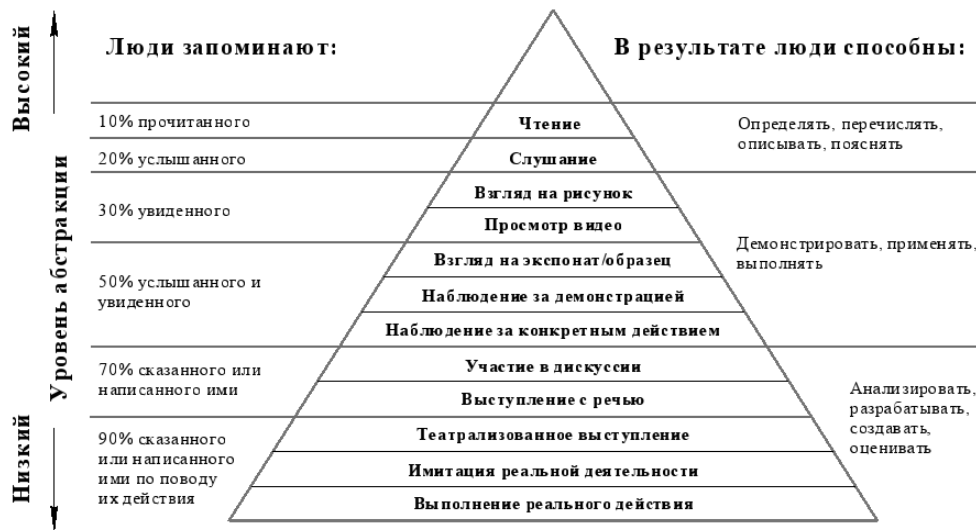 Люди запоминают:
В результате люди способны:
Высокий
Уровень абстракции
Низкий
10% прочитанного
Чтение
Определять, перечислять,
описывать, пояснять
20% услышанного
Слушание
30% увиденного
Взгляд на рисунок
Просмотр видео
Демонстрировать, применять,
выполнять
50% услышанного и
увиденного
Взгляд на экспонат/образец
Наблюдение за демонстрацией
Наблюдение за конкретным действием
70% сказанного или
написанного ими
Участие в дискуссии
Выступление с речью
Анализировать,
разрабатывать,
создавать,
оценивать
90% сказанного
или написанного
ими по поводу
их действия
Театрализованное выступление
Имитация реальной деятельности
Выполнение реального действия